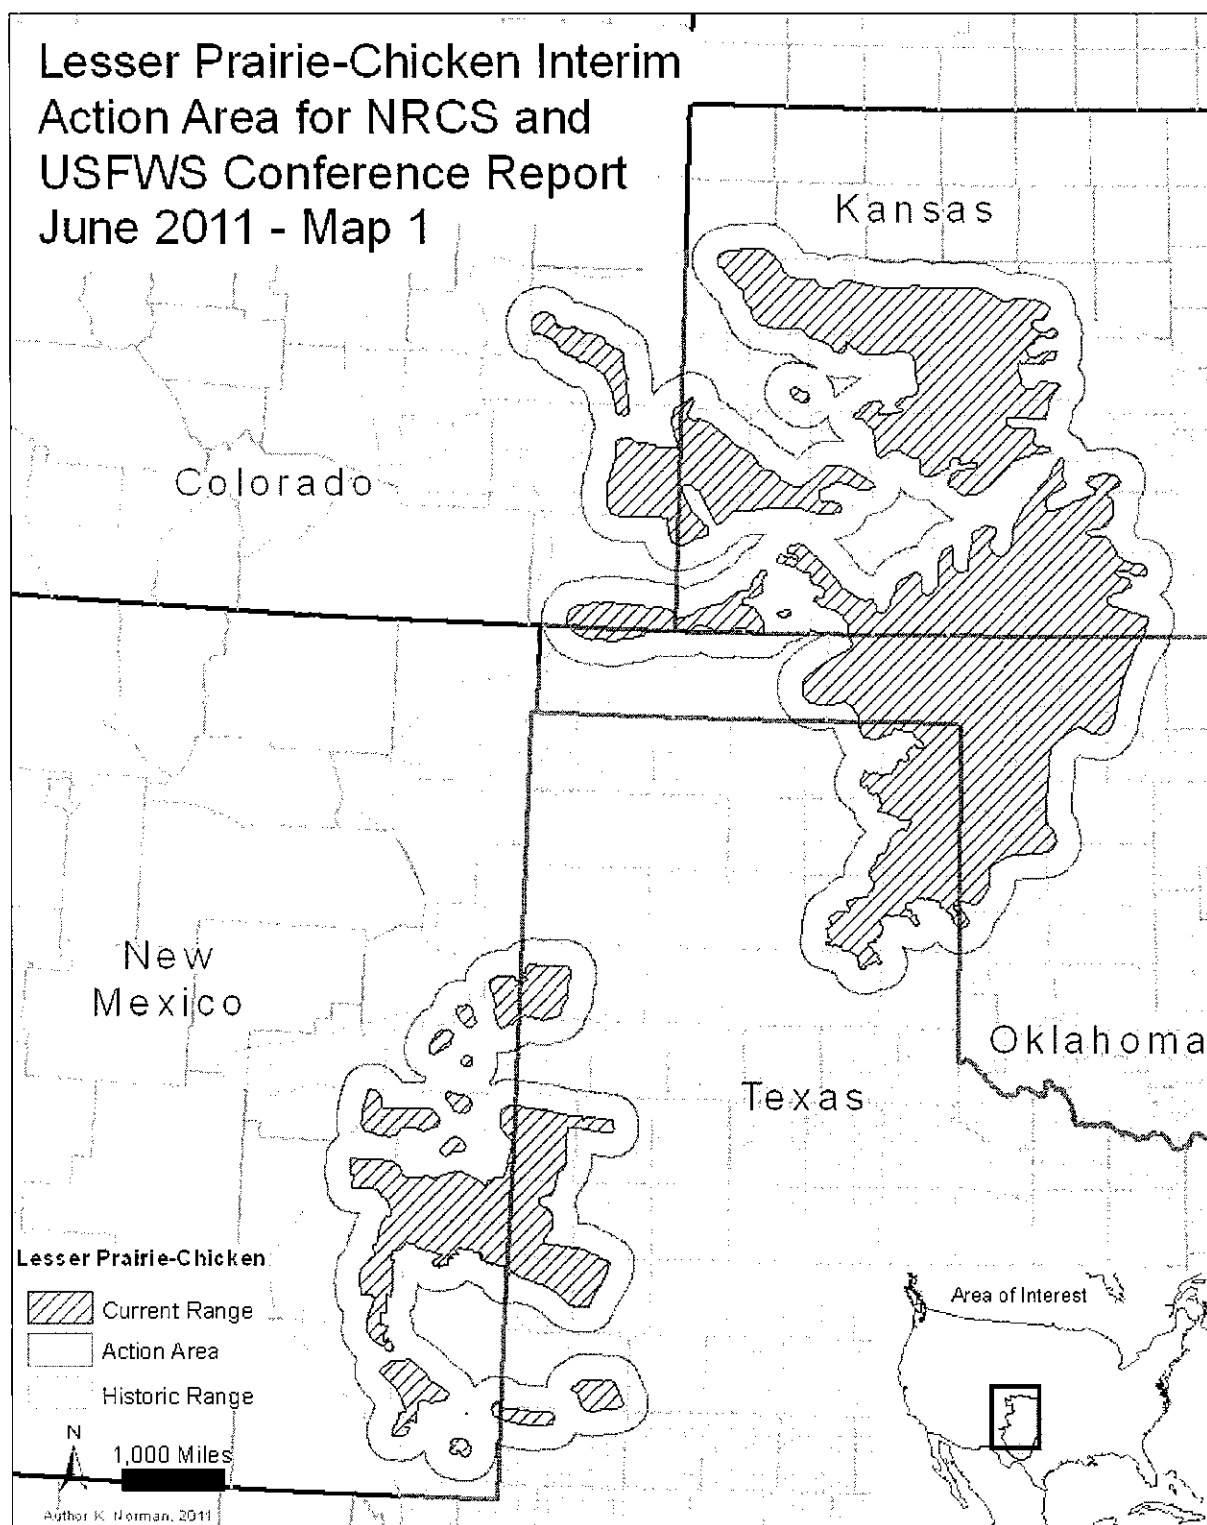 Lesser Prairie-Chicken Interim
Action Area for NRCS and
USFWS Conference Report
June 2011 - Map 1
Kansas
Colorado
New
Mexico
Oklahoma
Texas
Lesser Prairie-Chicken
Current Range
Action Area
Historic Range
N
1,000 Miles
Author K. Norman, 2011
Area of Interest